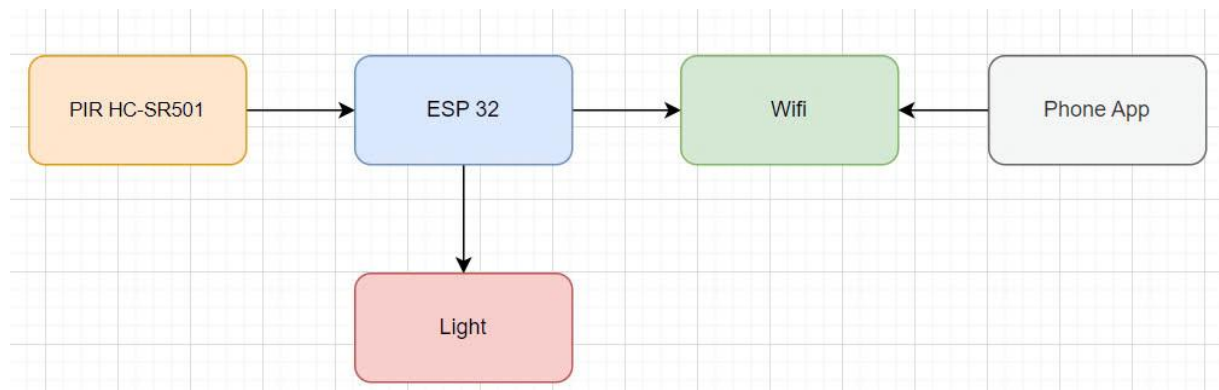 PIR HC-SR501
ESP 32
Wifi
Phone App
Light